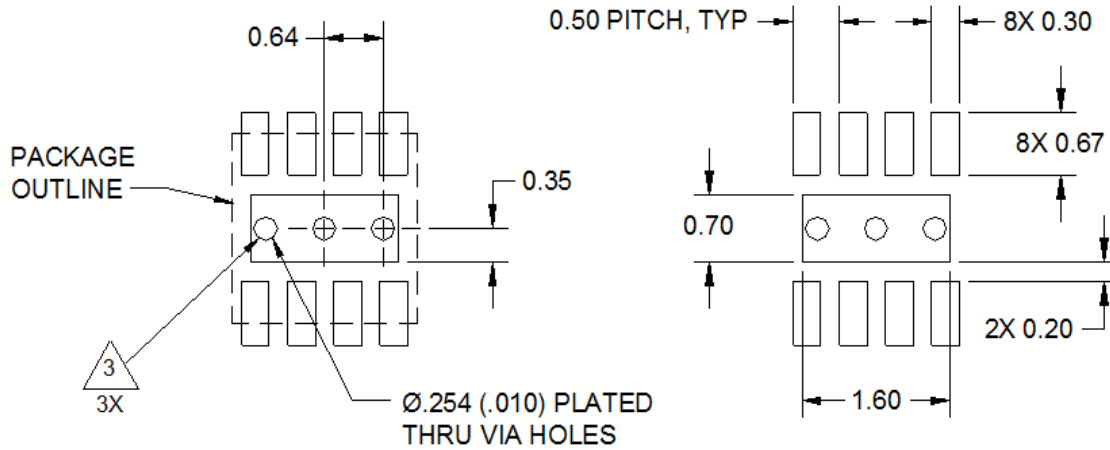 0.64
PACKAGE
OUTLINE
0.35
3
3X
Ø.254 (.010) PLATED
THRU VIA HOLES
0.50 PITCH, TYP
8X 0.30
8X 0.67
0.70
2X 0.20
1.60